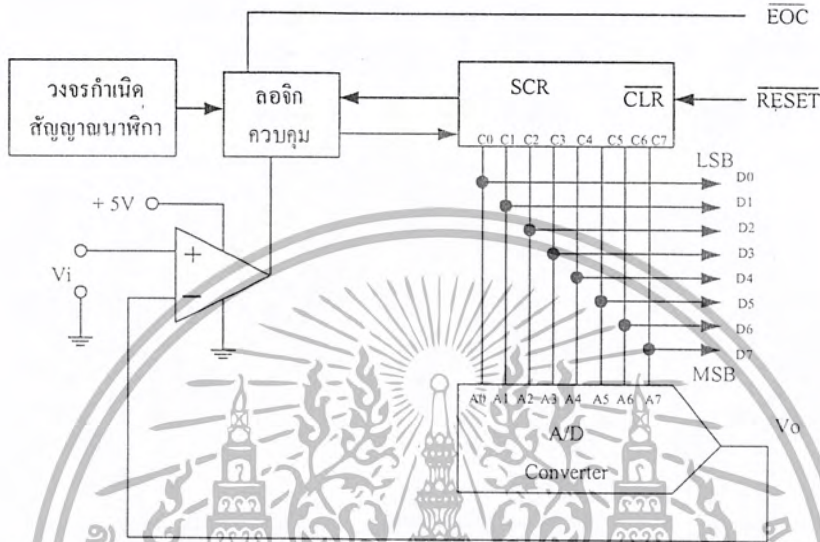 EOC
วงจรกำเนิด
สัญญาณนาฬิกา
ลอจิก
ควบคุม
SCR
CLR
RESET
C0 C1 C2 C3 C4 C5 C6 C7
LSB
D0
D1
D2
D3
D4
D5
D6
D7
MSB
+ 5V
+
Vi
−
A0 A1 A2 A3 A4 A5 A6 A7
A/D
Converter
Vo